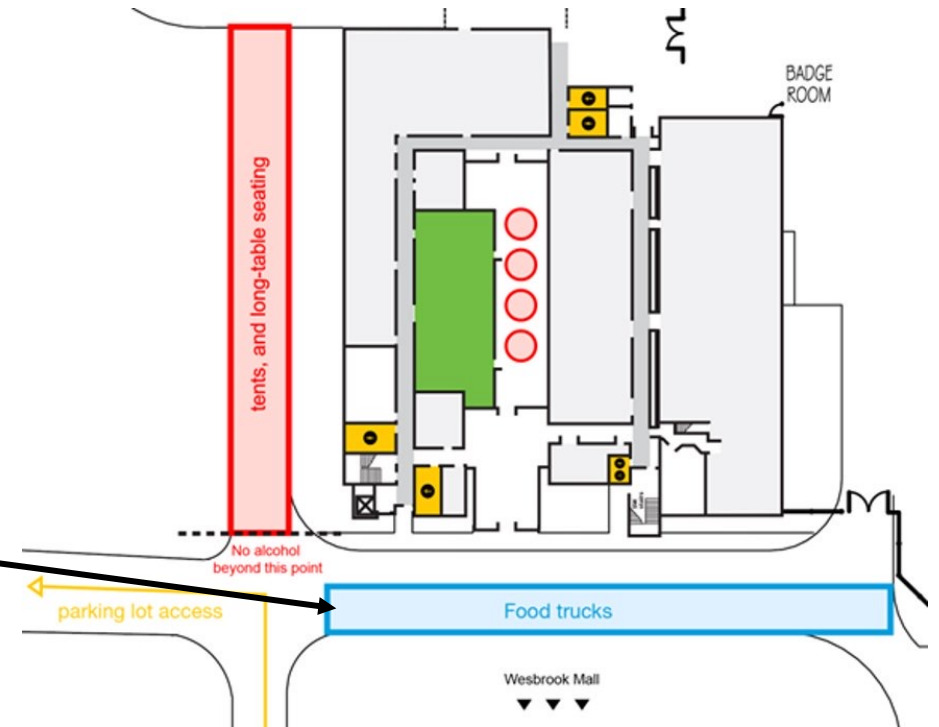 BADGE
ROOM
tents, and long-table seating
No alcohol
beyond this point
parking lot access
Food trucks
Wesbrook Mall